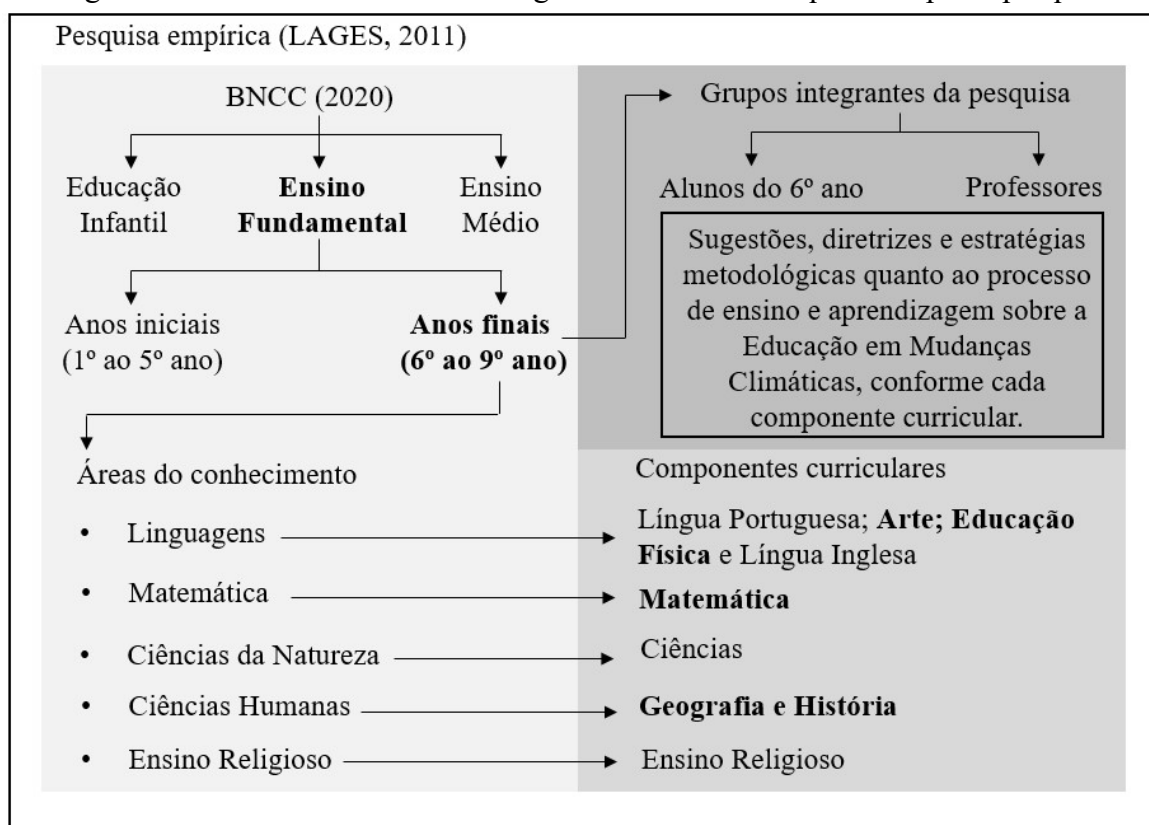 Pesquisa empírica (LAGES, 2011)
BNCC (2020)
Educação
Infantil
Ensino
Fundamental
Ensino
Médio
Anos iniciais
(1º ao 5º ano)
Anos finais
(6º ao 9º ano)
Grupos integrantes da pesquisa
Alunos do 6º ano
Professores
Sugestões, diretrizes e estratégias
metodológicas quanto ao processo
de ensino e aprendizagem sobre a
Educação em Mudanças
Climáticas, conforme cada
componente curricular.
Áreas do conhecimento
Componentes curriculares
• Linguagens
Língua Portuguesa; Arte; Educação
Física e Língua Inglesa
• Matemática
Matemática
• Ciências da Natureza
Ciências
• Ciências Humanas
Geografia e História
• Ensino Religioso
Ensino Religioso